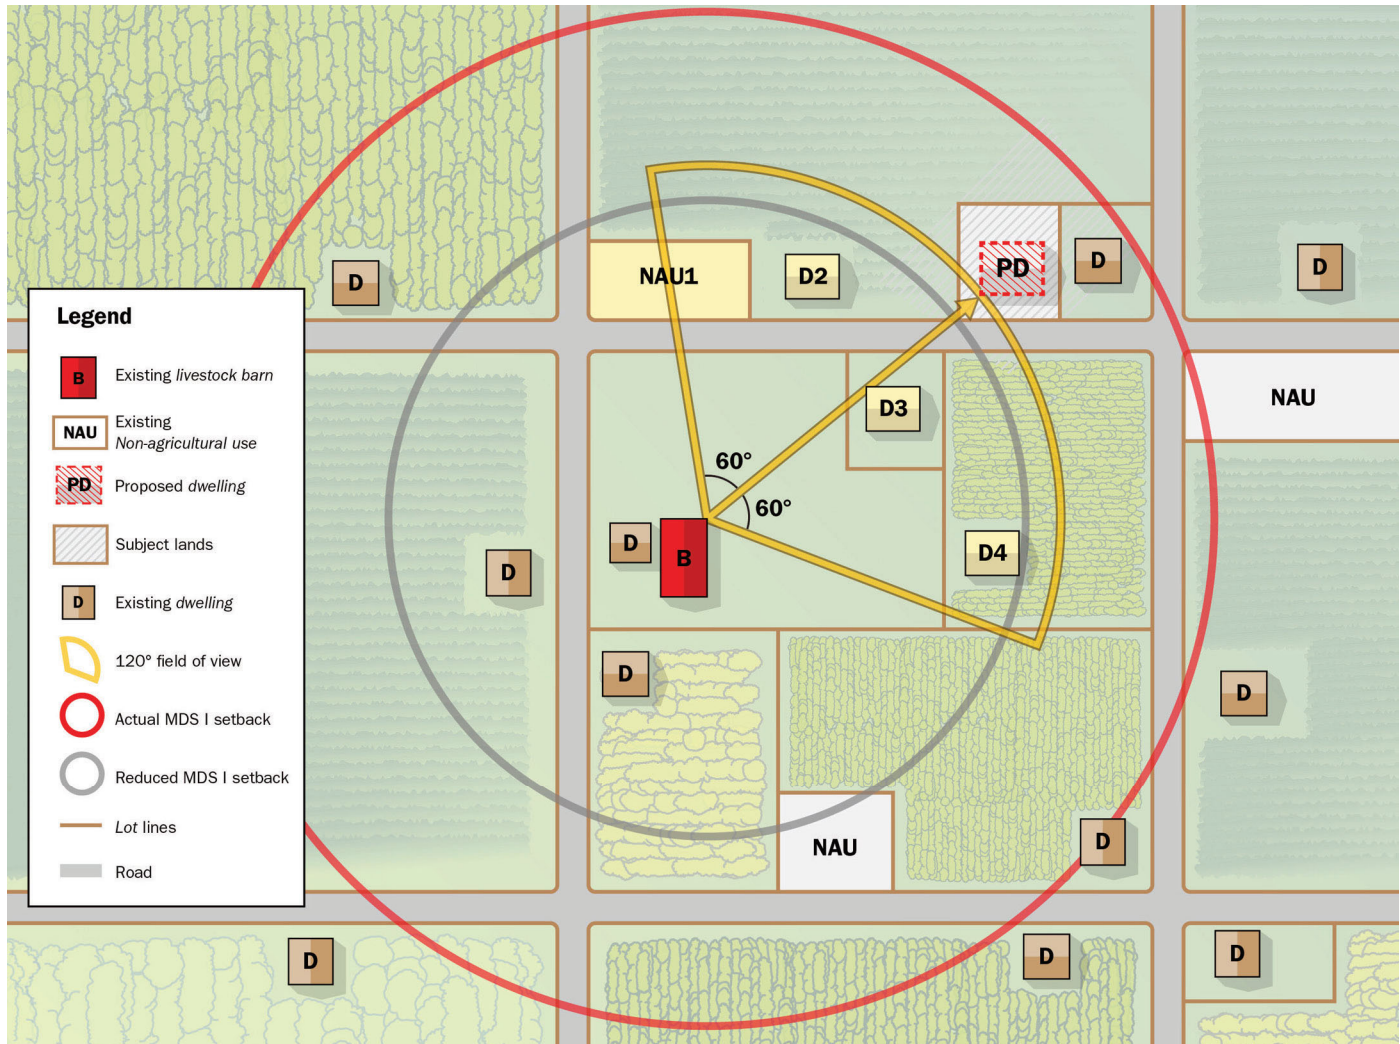 NAU1
D2
PD
D
D
D
Legend
B
Existing livestock barn
NAU
Existing
Non-agricultural use
PD
Proposed dwelling
Subject lands
D
Existing dwelling
120° field of view
Actual MDS I setback
Reduced MDS I setback
Lot lines
Road
NAU
D3
60°
60°
D
B
D4
D
D
D
NAU
D
D
D
D